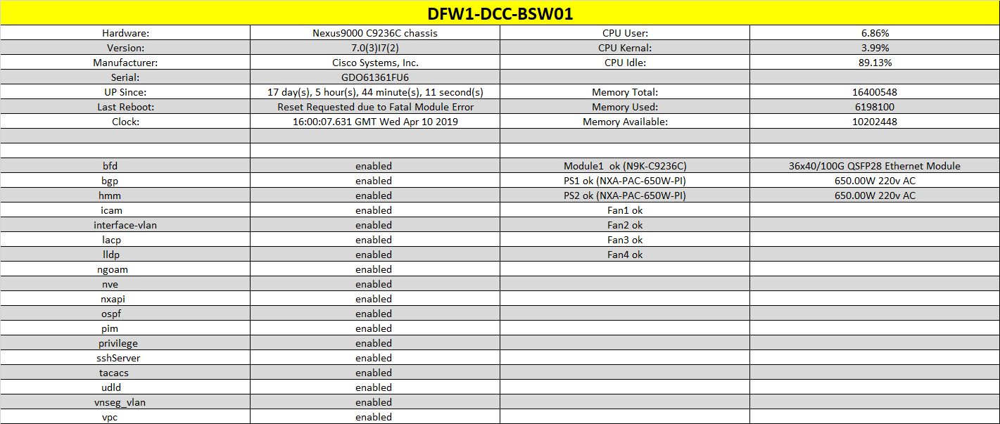 DFW1-DCC-BSW01
Hardware: Nexus9000 C9236C chassis CPU User: 6.86%
Version: 7.0(3)I7(2) CPU Kernal: 3.99%
Manufacturer: Cisco Systems, Inc. CPU Idle: 89.13%
Serial: GDO61361FU6
UP Since: 17 day(s), 5 hour(s), 44 minute(s), 11 second(s) Memory Total: 16400548
Last Reboot: Reset Requested due to Fatal Module Error Memory Used: 6198100
Clock: 16:00:07.631 GMT Wed Apr 10 2019 Memory Available: 10202448
bfd enabled Module1 ok (N9K-C9236C) 36x40/100G QSFP28 Ethernet Module
bgp enabled PS1 ok (NXA-PAC-650W-PI) 650.00W 220v AC
hmm enabled PS2 ok (NXA-PAC-650W-PI) 650.00W 220v AC
icam enabled Fan1 ok
interface-vlan enabled Fan2 ok
lacp enabled Fan3 ok
lldp enabled Fan4 ok
ngoam enabled
nve enabled
nxapi enabled
ospf enabled
pim enabled
privilege enabled
sshServer enabled
tacacs enabled
udld enabled
vnseg_vlan enabled
vpc enabled